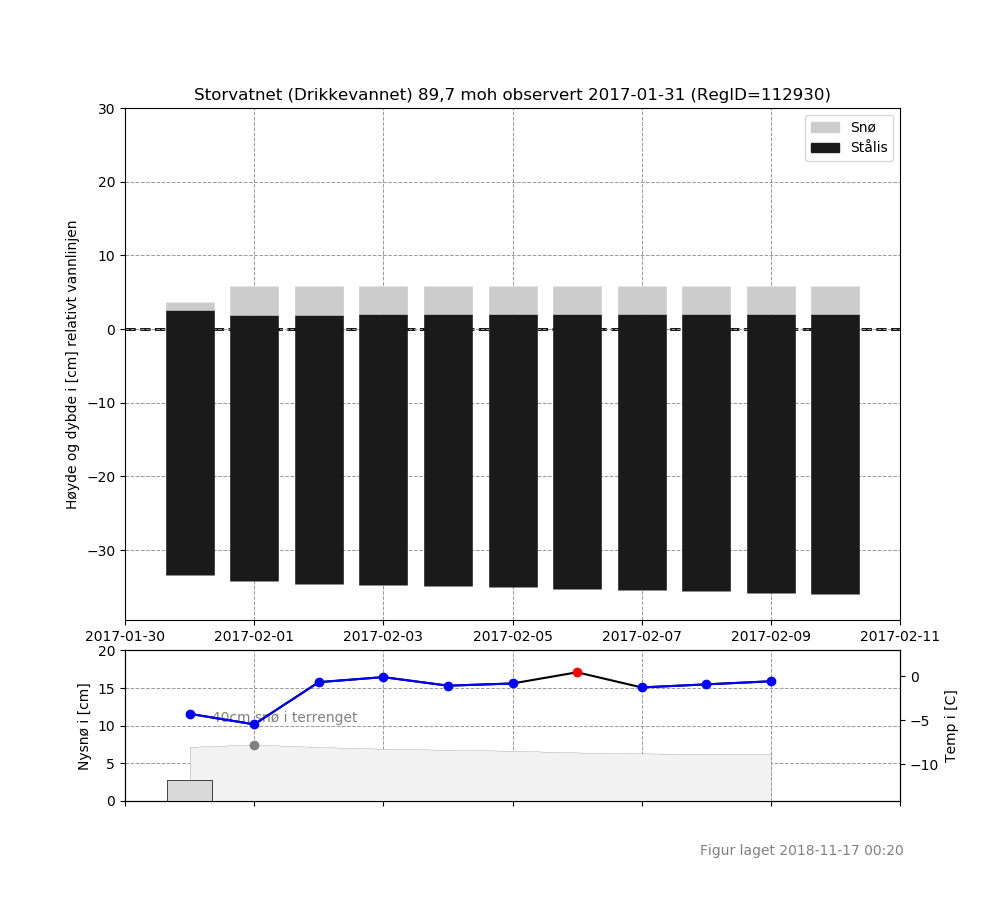 Storvatnet (Drikkevannet) 89,7 moh observert 2017-01-31 (RegID=112930)
Snø
Stålis
Høyde og dybde i [cm] relativt vannlinjen
30
20
10
0
−10
−20
−30
2017-01-30 2017-02-01 2017-02-03 2017-02-05 2017-02-07 2017-02-09 2017-02-11
Nysnø i [cm]
20
15
10
5
0
40cm snø i terrenget
0
−5
−10
Temp i [C]
Figur laget 2018-11-17 00:20